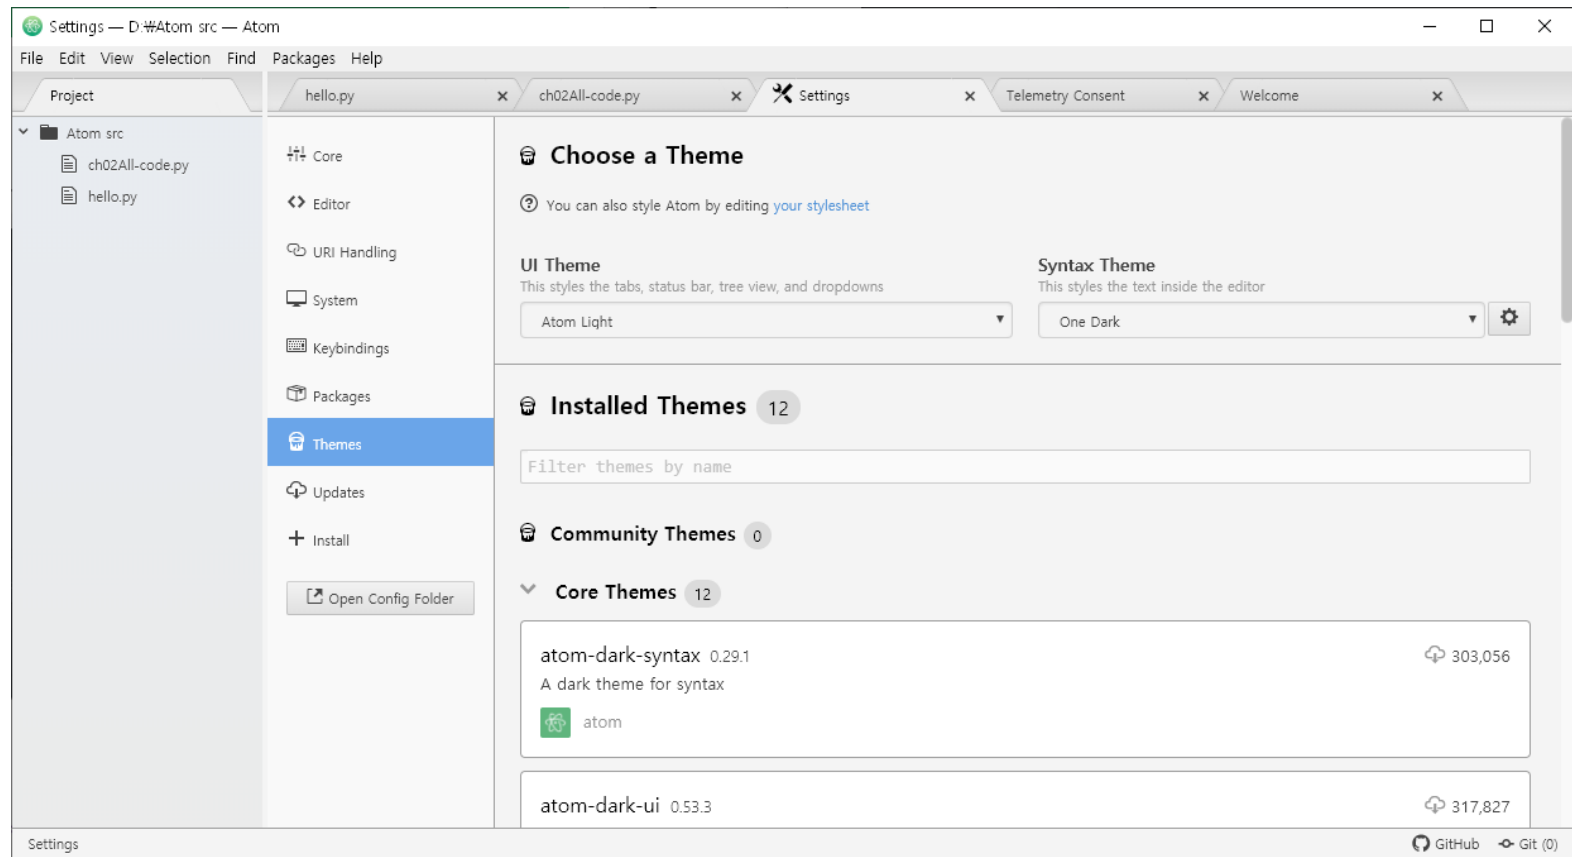 Settings — D:₩Atom src — Atom
File Edit View Selection Find Packages Help
Project
hello.py
ch02All-code.py
Settings
Telemetry Consent
Welcome
Atom src
ch02All-code.py
hello.py
Core
Editor
URI Handling
System
Keybindings
Packages
Themes
Updates
Install
Open Config Folder
Choose a Theme
You can also style Atom by editing your stylesheet
UI Theme
This styles the tabs, status bar, tree view, and dropdowns
Atom Light
Syntax Theme
This styles the text inside the editor
One Dark
Installed Themes 12
Filter themes by name
Community Themes 0
Core Themes 12
atom-dark-syntax 0.29.1
303,056
A dark theme for syntax
atom
atom-dark-ui 0.53.3
317,827
Settings
GitHub
Git (0)